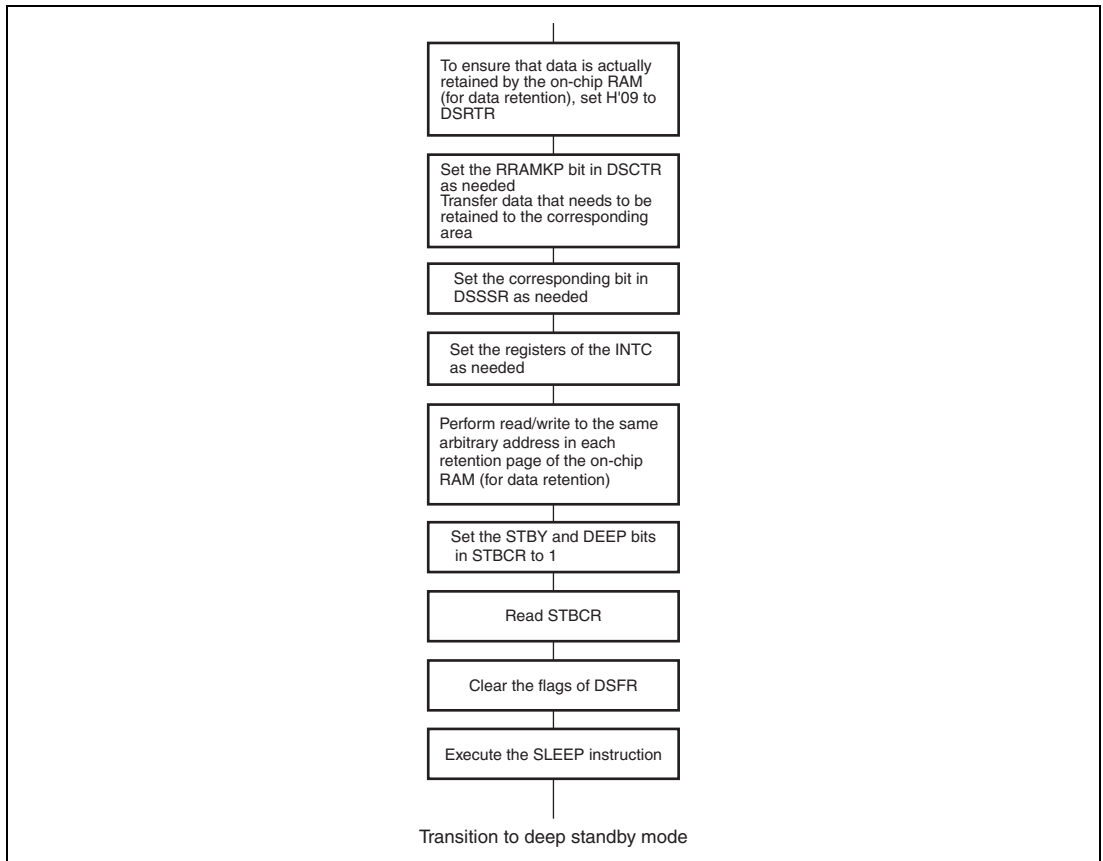 To ensure that data is actually
retained by the on-chip RAM
(for data retention), set H'09 to
DSRTR
Set the RRAMKP bit in DSCTR
as needed
Transfer data that needs to be
retained to the corresponding
area
Set the corresponding bit in
DSSSR as needed
Set the registers of the INTC
as needed
Perform read/write to the same
arbitrary address in each
retention page of the on-chip
RAM (for data retention)
Set the STBY and DEEP bits
in STBCR to 1
Read STBCR
Clear the flags of DSFR
Execute the SLEEP instruction
Transition to deep standby mode